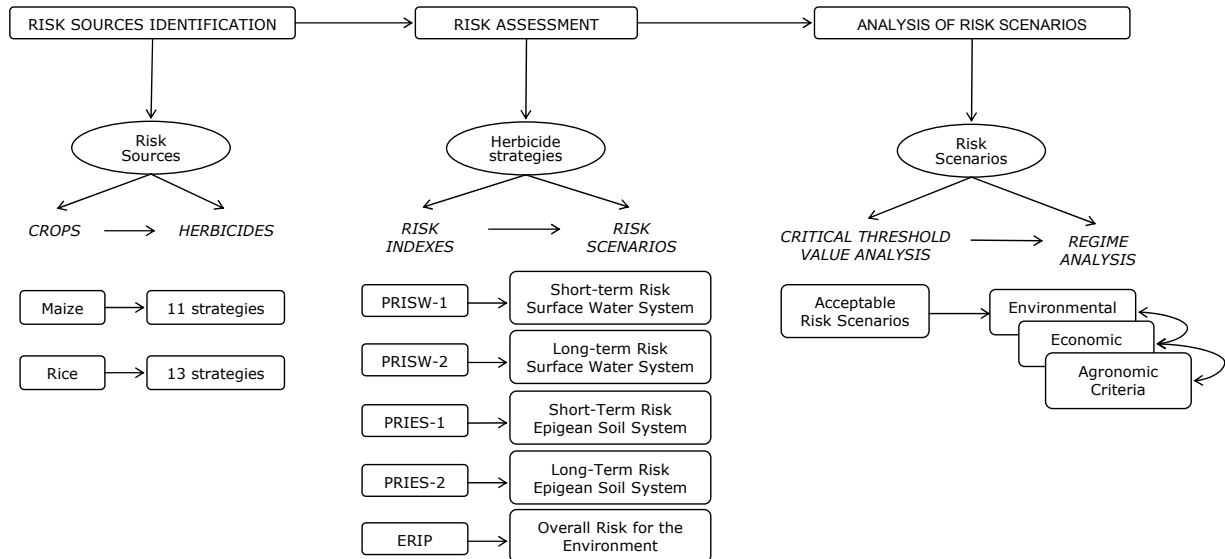 RISK SOURCES IDENTIFICATION
RISK ASSESSMENT
ANALYSIS OF RISK SCENARIOS
Risk
Sources
CROPS
HERBICIDES
Maize
11 strategies
Rice
13 strategies
Herbicide
strategies
RISK
INDEXES
RISK
SCENARIOS
PRISW-1
Short-term Risk
Surface Water System
PRISW-2
Long-term Risk
Surface Water System
PRIES-1
Short-Term Risk
Epigean Soil System
PRIES-2
Long-Term Risk
Epigean Soil System
ERIP
Overall Risk for the
Environment
Risk
Scenarios
CRITICAL THRESHOLD
VALUE ANALYSIS
REGIME
ANALYSIS
Acceptable
Risk Scenarios
Environmental
Economic
Agronomic
Criteria